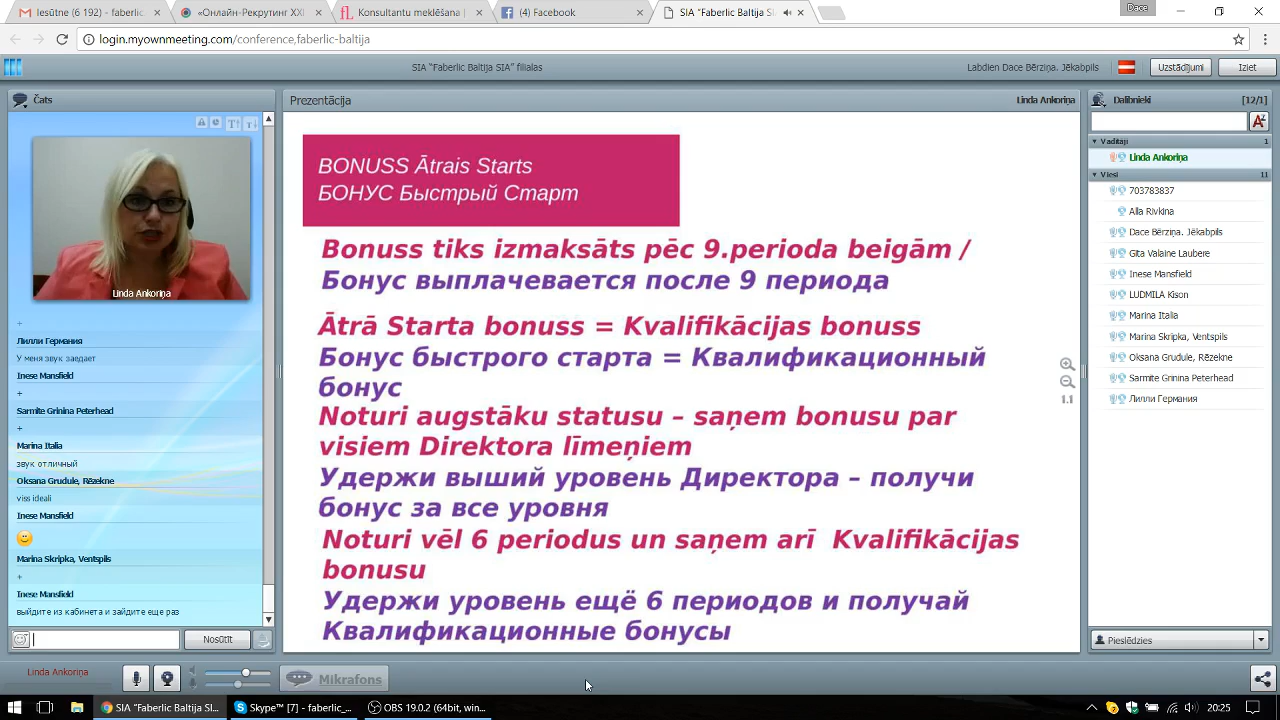 Iesūtne (6 192) - faberlic.
«Онлайн-Рекрутинг XXI
Konsultantu meklēšana |
(4) Facebook
SIA "Faberlic Baltija SI
Dace
login.myownmeeting.com/conference,faberlic-baltija
SIA "Faberlic Baltija SIA" filialas
Labdien Dace Bērziņa. Jēkabpils
Uzstādījumi
Iziet
Čats
Linda Ankoriņa
+
Лилли Германия
У меня звук заедает
Inese Mansfield
+
Sarmite Grinina Peterhead
+
Marina Italia
звук отличный
Oksana Grudule, Rēzekne
viss ideali
Inese Mansfield
Marina Skripka, Ventspils
+
Inese Mansfield
выйдите из кабинета и зайдите еще раз
Nosūtīt
Prezentācija
Linda Ankoriņa
BONUSS Ātrais Starts
БОНУС Быстрый Старт
Bonuss tiks izmaksāts pēc 9.perioda beigām /
Бонус выплачевается после 9 периода
Ātrā Starta bonuss = Kvalifikācijas bonuss
Бонус быстрого старта = Квалификационный
бонус
Noturi augstāku statusu – saņem bonusu par
visiem Direktora līmeņiem
Удержи выший уровень Директора – получи
бонус за все уровня
Noturi vēl 6 periodus un saņem arī Kvalifikācijas
bonusu
Удержи уровень ещё 6 периодов и получай
Квалификационные бонусы
1.1
Dalībnieki
[12/1]
Vadītāji
1
Linda Ankoriņa
Viesi
11
703783837
Alla Rivkina
Dace Bērziņa. Jēkabpils
Gita Valaine Laubere
Inese Mansfield
LUDMILA Kison
Marina Italia
Marina Skripka, Ventspils
Oksana Grudule, Rēzekne
Sarmite Grinina Peterhead
Лилли Германия
Pieslēdzies
Linda Ankoriņa
Mikrafons
SIA "Faberlic Baltija SI...
Skype™ [7] - faberlic_...
OBS 19.0.2 (64bit, win...
20:25